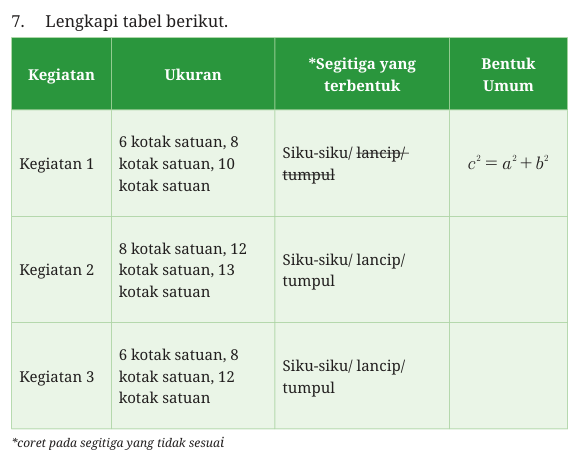 7. Lengkapi tabel berikut.
Kegiatan
Ukuran
*Segitiga yang
terbentuk
Bentuk
Umum
Kegiatan 1
6 kotak satuan, 8
kotak satuan, 10
kotak satuan
Siku-siku/ lancip/
tumpul
c² = a² + b²
Kegiatan 2
8 kotak satuan, 12
kotak satuan, 13
kotak satuan
Siku-siku/ lancip/
tumpul
Kegiatan 3
6 kotak satuan, 8
kotak satuan, 12
kotak satuan
Siku-siku/ lancip/
tumpul
*coret pada segitiga yang tidak sesuai